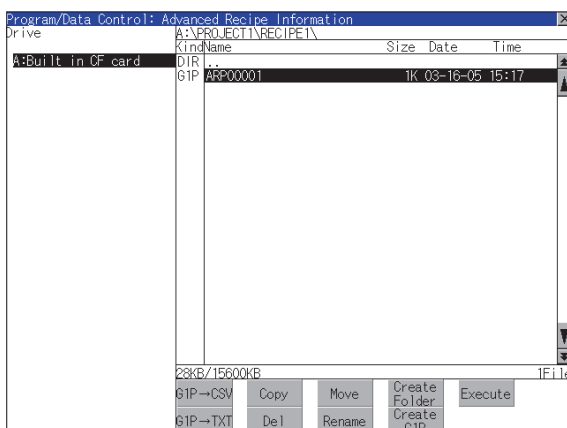 Program/Data Control: Advanced Recipe Information
Drive
A:\PROJECT1\RECIPE1\
Kind Name Size Date Time
A:Built in CF card
DIR ..
G1P ARP00001 1K 03-16-05 15:17
28KB/15600KB 1File
G1P→CSV Copy Move Create Folder Execute
G1P→TXT Del Rename Create G1P